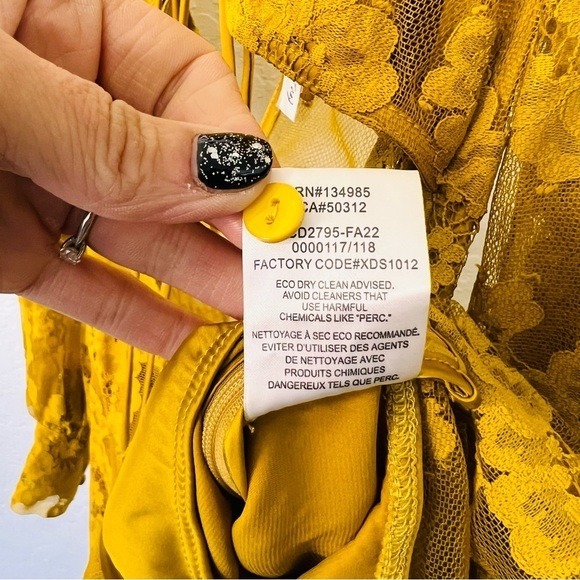 RN#134985
CA#50312
D2795-FA22
0000117/118
FACTORY CODE#XDS1012
ECO DRY CLEAN ADVISED.
AVOID CLEANERS THAT
USE HARMFUL
CHEMICALS LIKE "PERC."
NETTOYAGE À SEC ECO RECOMMANDÉ.
EVITER D'UTILISER DES AGENTS
DE NETTOYAGE AVEC
PRODUITS CHIMIQUES
DANGEREUX TELS QUE PERC.